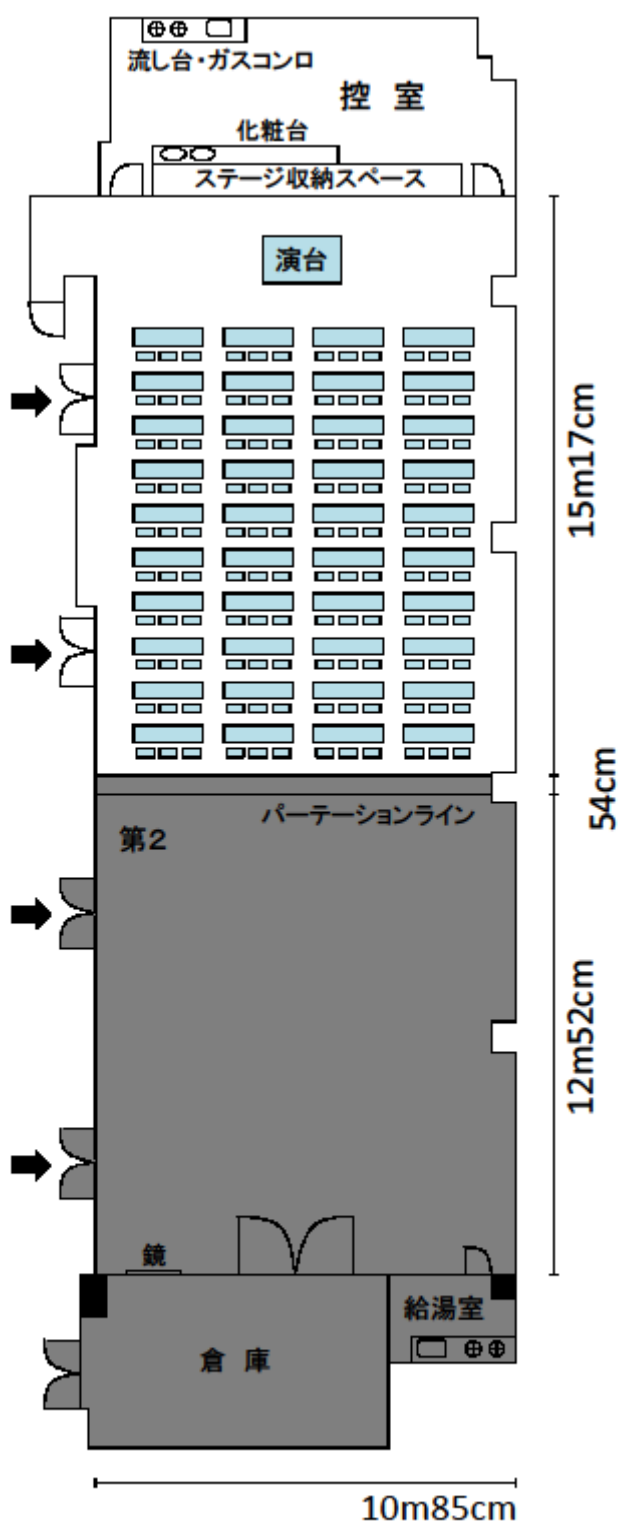 流し台・ガスコンロ
控 室
化粧台
ステージ収納スペース
演台
15m17cm
54cm
パーテーションライン
第2
12m52cm
鏡
給湯室
倉 庫
10m85cm